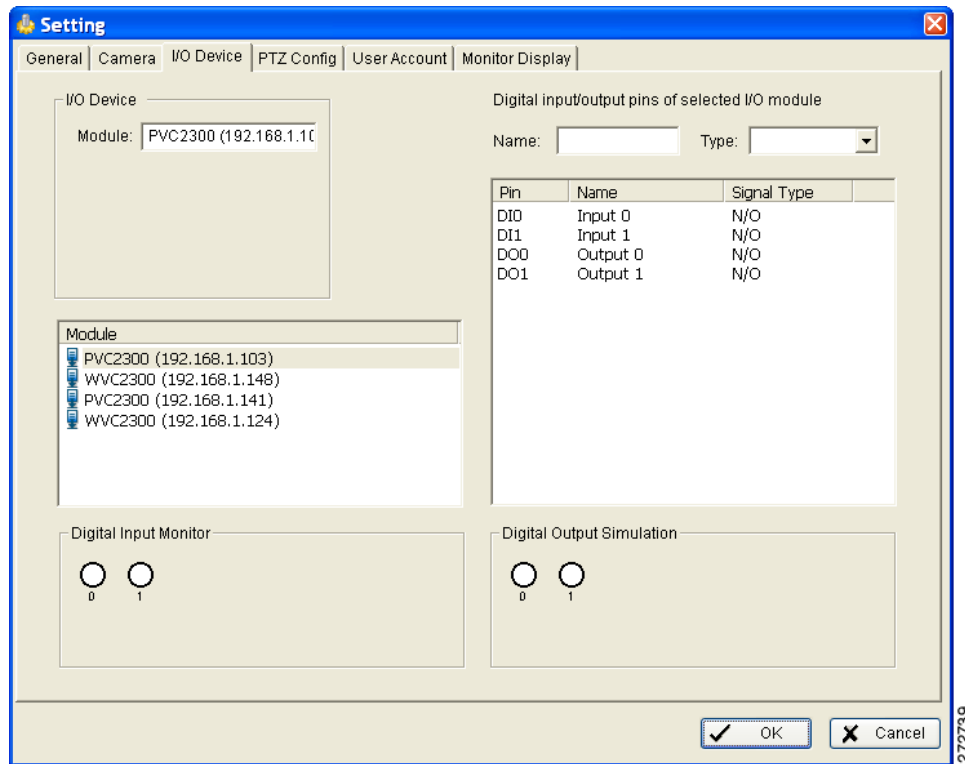 Setting
General Camera I/O Device PTZ Config User Account Monitor Display
I/O Device
Module: PVC2300 (192.168.1.10
Digital input/output pins of selected I/O module
Name: Type:
Pin Name Signal Type
DI0 Input 0 N/O
DI1 Input 1 N/O
DO0 Output 0 N/O
DO1 Output 1 N/O
Module
PVC2300 (192.168.1.103)
WVC2300 (192.168.1.148)
PVC2300 (192.168.1.141)
WVC2300 (192.168.1.124)
Digital Input Monitor
0 1
Digital Output Simulation
0 1
OK Cancel
272739